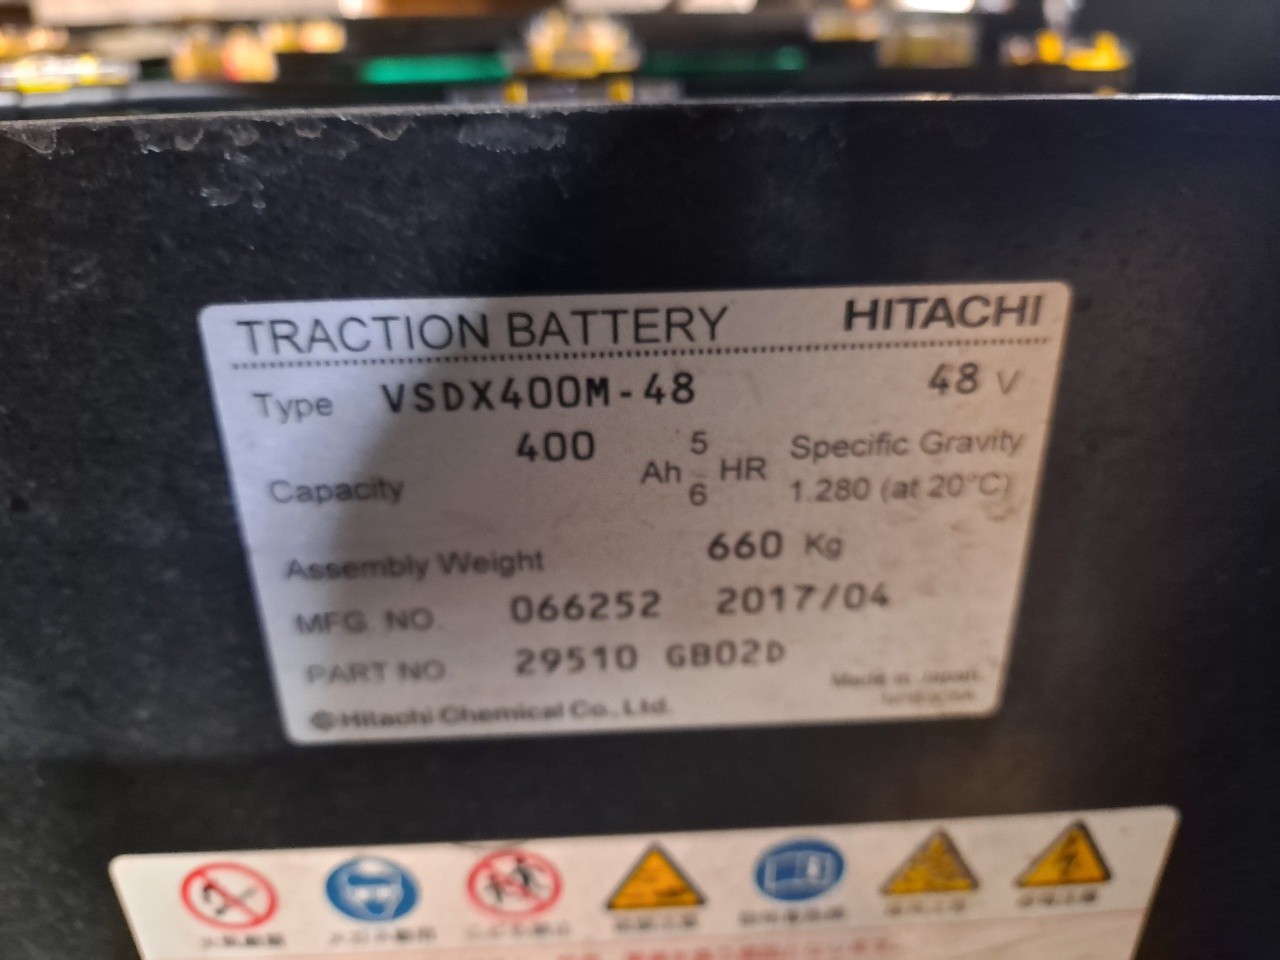 TRACTION BATTERY HITACHI
Type VSDX400M-48 48 V
Capacity 400 Ah 5 HR Specific Gravity
6 1.280 (at 20°C)
Assembly Weight 660 Kg
MFG. NO. 066252 2017/04
PART NO 29510 GB02D
Made in Japan.
©Hitachi Chemical Co., Ltd.